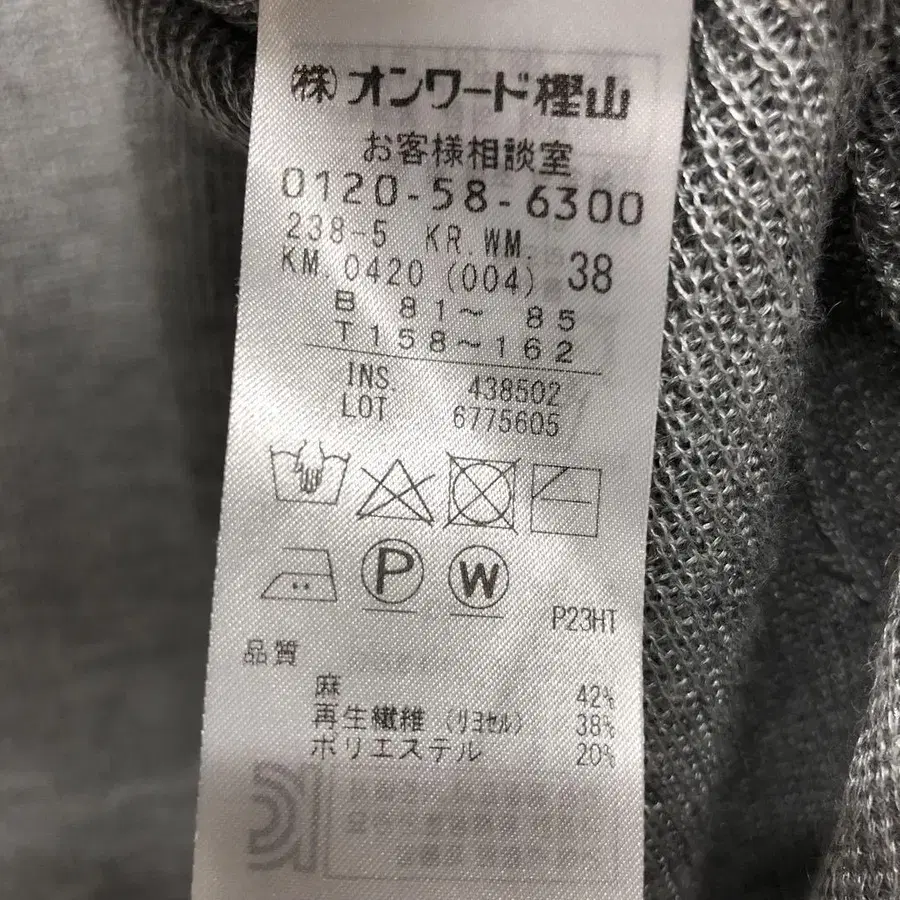 ㈱オンワード樫山
お客様相談室
0120-58-6300
238-5 KR.WM.
KM.0420 (004) 38
B 81～ 85
T158～162
INS. 438502
LOT 6775605
P
W
P23HT
品質
麻 42%
再生繊維（リヨセル） 38%
ポリエステル 20%